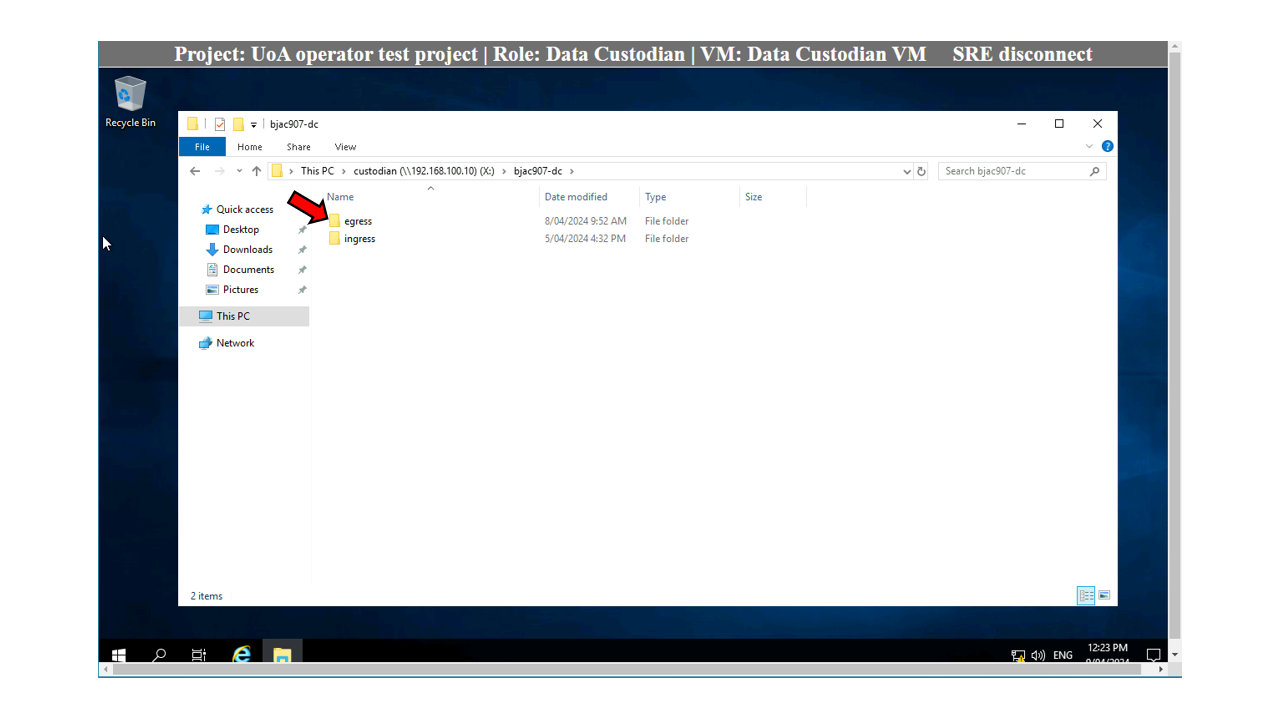 Project: UoA operator test project | Role: Data Custodian | VM: Data Custodian VM SRE disconnect
Recycle Bin
bjac907-dc
File Home Share View
This PC > custodian (\\192.168.100.10) (X:) > bjac907-dc >
Search bjac907-dc
Name Date modified Type Size
Quick access
Desktop
Downloads
Documents
Pictures
This PC
Network
egress 8/04/2024 9:52 AM File folder
ingress 5/04/2024 4:32 PM File folder
2 items
ENG
12:23 PM